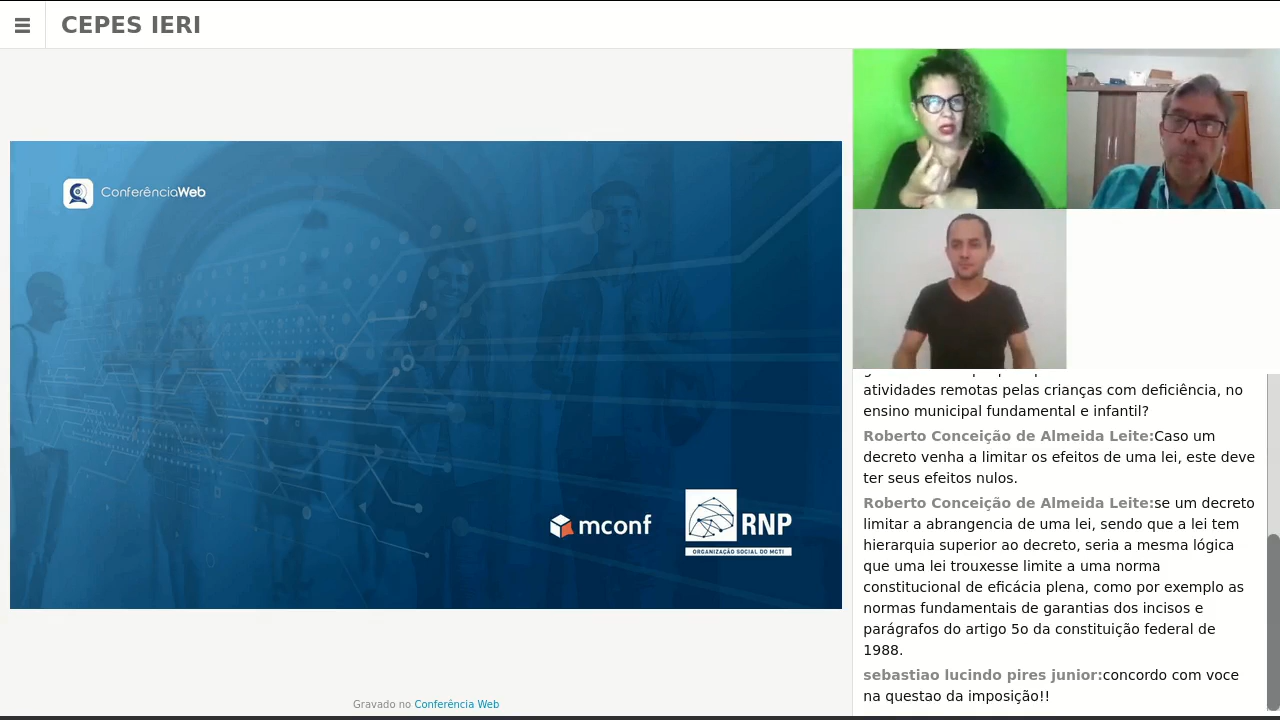 CEPES IERI
ConferênciaWeb
mconf
RNP
ORGANIZAÇÃO SOCIAL DO MCTI
Gravado no Conferência Web
atividades remotas pelas crianças com deficiência, no
ensino municipal fundamental e infantil?
Roberto Conceição de Almeida Leite:Caso um
decreto venha a limitar os efeitos de uma lei, este deve
ter seus efeitos nulos.
Roberto Conceição de Almeida Leite:se um decreto
limitar a abrangencia de uma lei, sendo que a lei tem
hierarquia superior ao decreto, seria a mesma lógica
que uma lei trouxesse limite a uma norma
constitucional de eficácia plena, como por exemplo as
normas fundamentais de garantias dos incisos e
parágrafos do artigo 5o da constituição federal de
1988.
sebastiao lucindo pires junior:concordo com voce
na questao da imposição!!